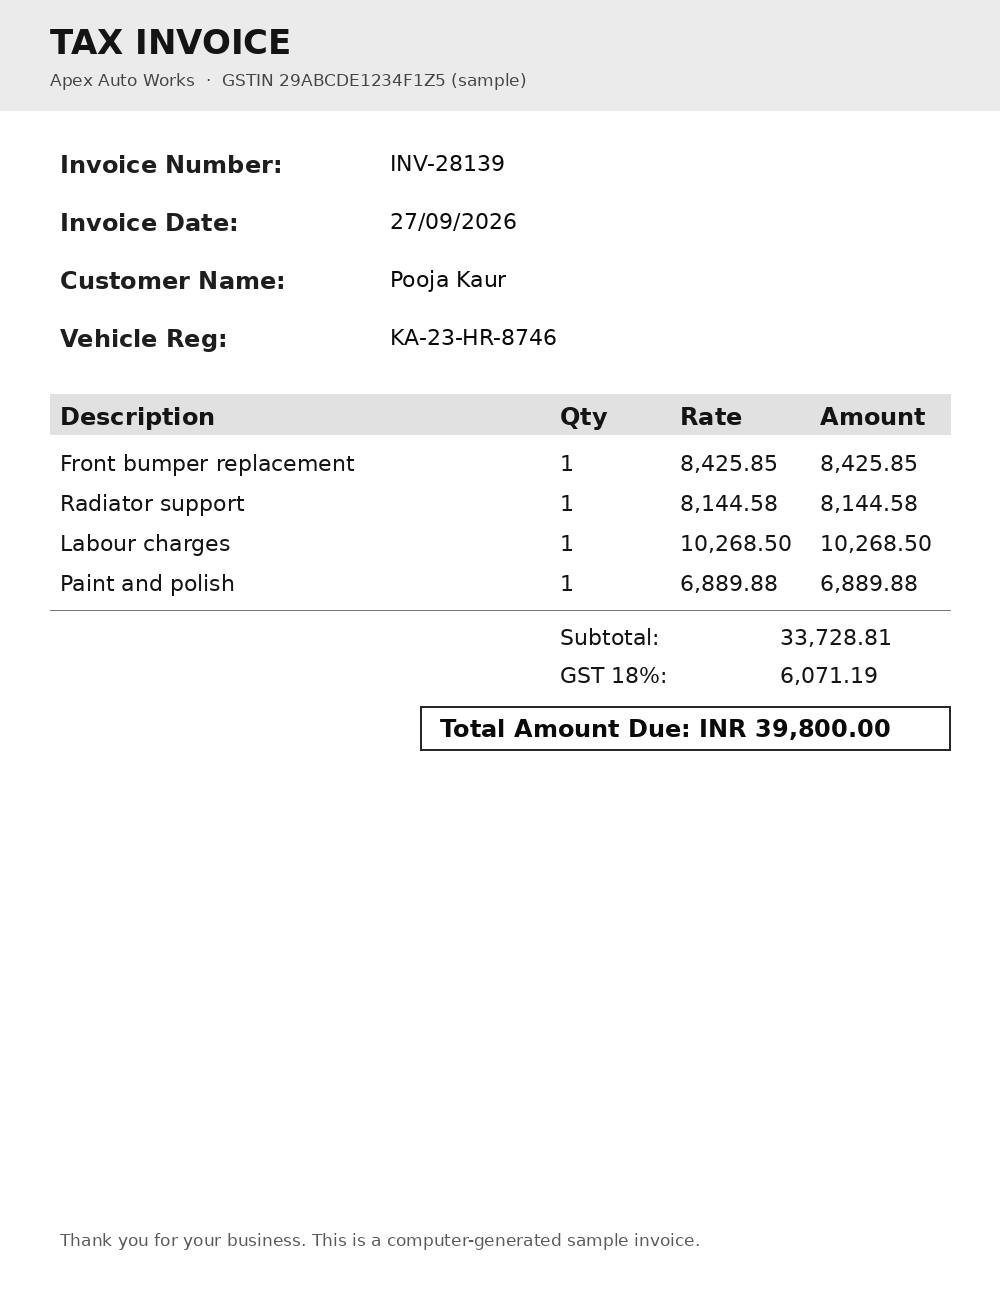 TAX INVOICE
Apex Auto Works · GSTIN 29ABCDE1234F1Z5 (sample)
Invoice Number: INV-28139
Invoice Date: 27/09/2026
Customer Name: Pooja Kaur
Vehicle Reg: KA-23-HR-8746
Description Qty Rate Amount
Front bumper replacement 1 8,425.85 8,425.85
Radiator support 1 8,144.58 8,144.58
Labour charges 1 10,268.50 10,268.50
Paint and polish 1 6,889.88 6,889.88
Subtotal: 33,728.81
GST 18%: 6,071.19
Total Amount Due: INR 39,800.00
Thank you for your business. This is a computer-generated sample invoice.